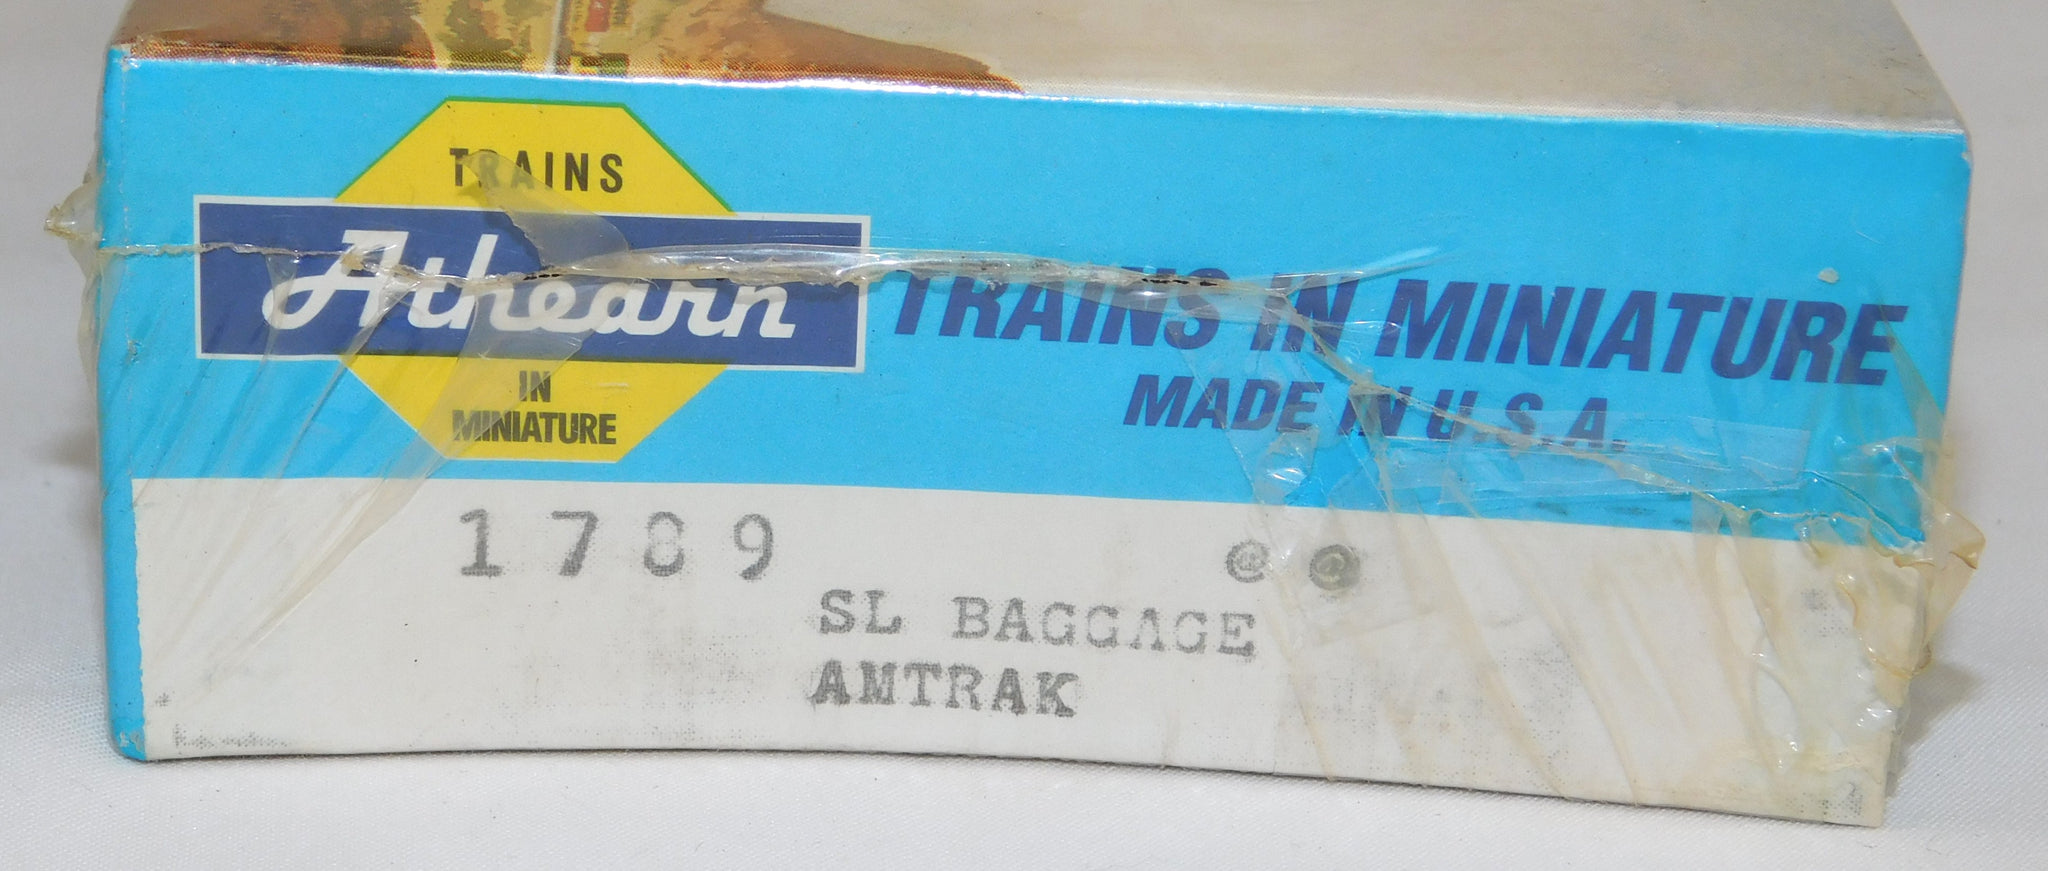 TRAINS
Athearn
IN
MINIATURE
TRAINS IN MINIATURE
MADE IN U.S.A.
1789 @ @
SL BAGGAGE
AMTRAK